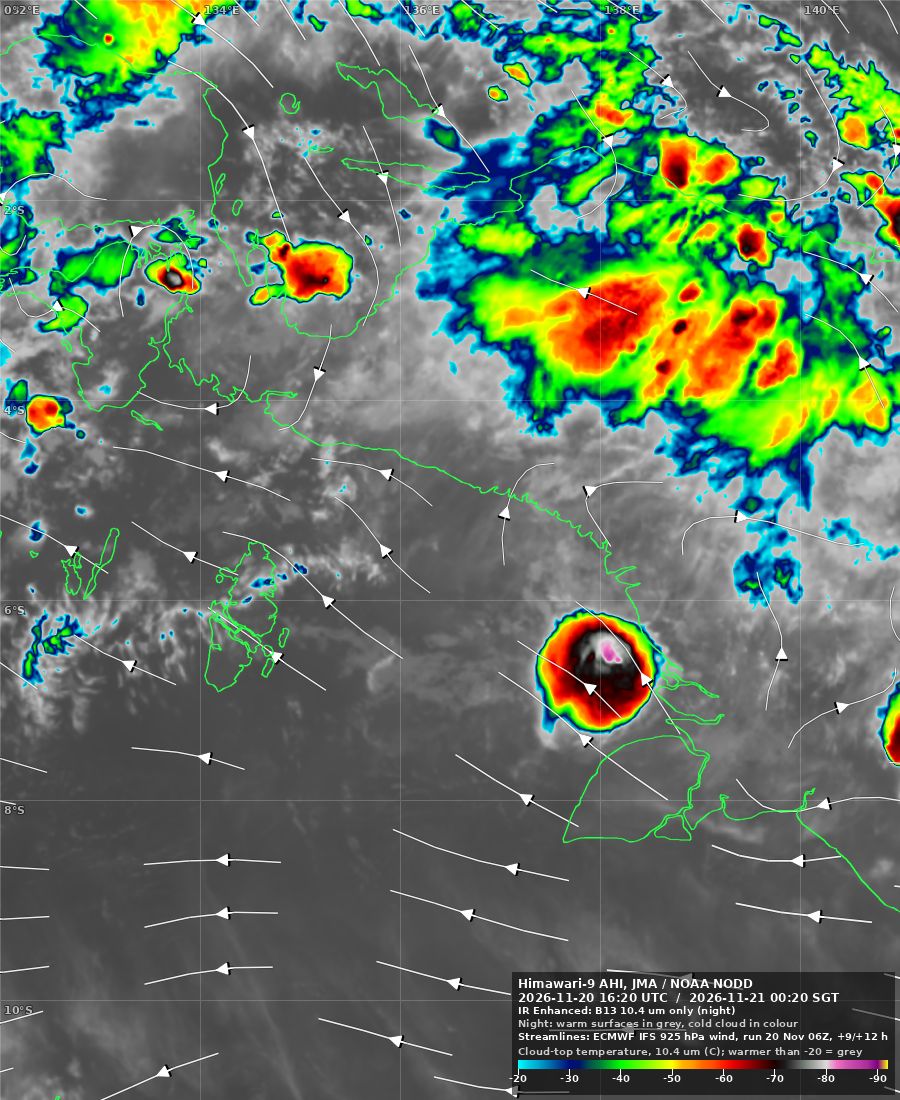 0°2°E 134°E 136°E 138°E 140°E
2°S
4°S
6°S
8°S
10°S
Himawari-9 AHI, JMA / NOAA NODD
2026-11-20 16:20 UTC / 2026-11-21 00:20 SGT
IR Enhanced: B13 10.4 um only (night)
Night: warm surfaces in grey, cold cloud in colour
Streamlines: ECMWF IFS 925 hPa wind, run 20 Nov 06Z, +9/+12 h
Cloud-top temperature, 10.4 um (C); warmer than -20 = grey
-20 -30 -40 -50 -60 -70 -80 -90